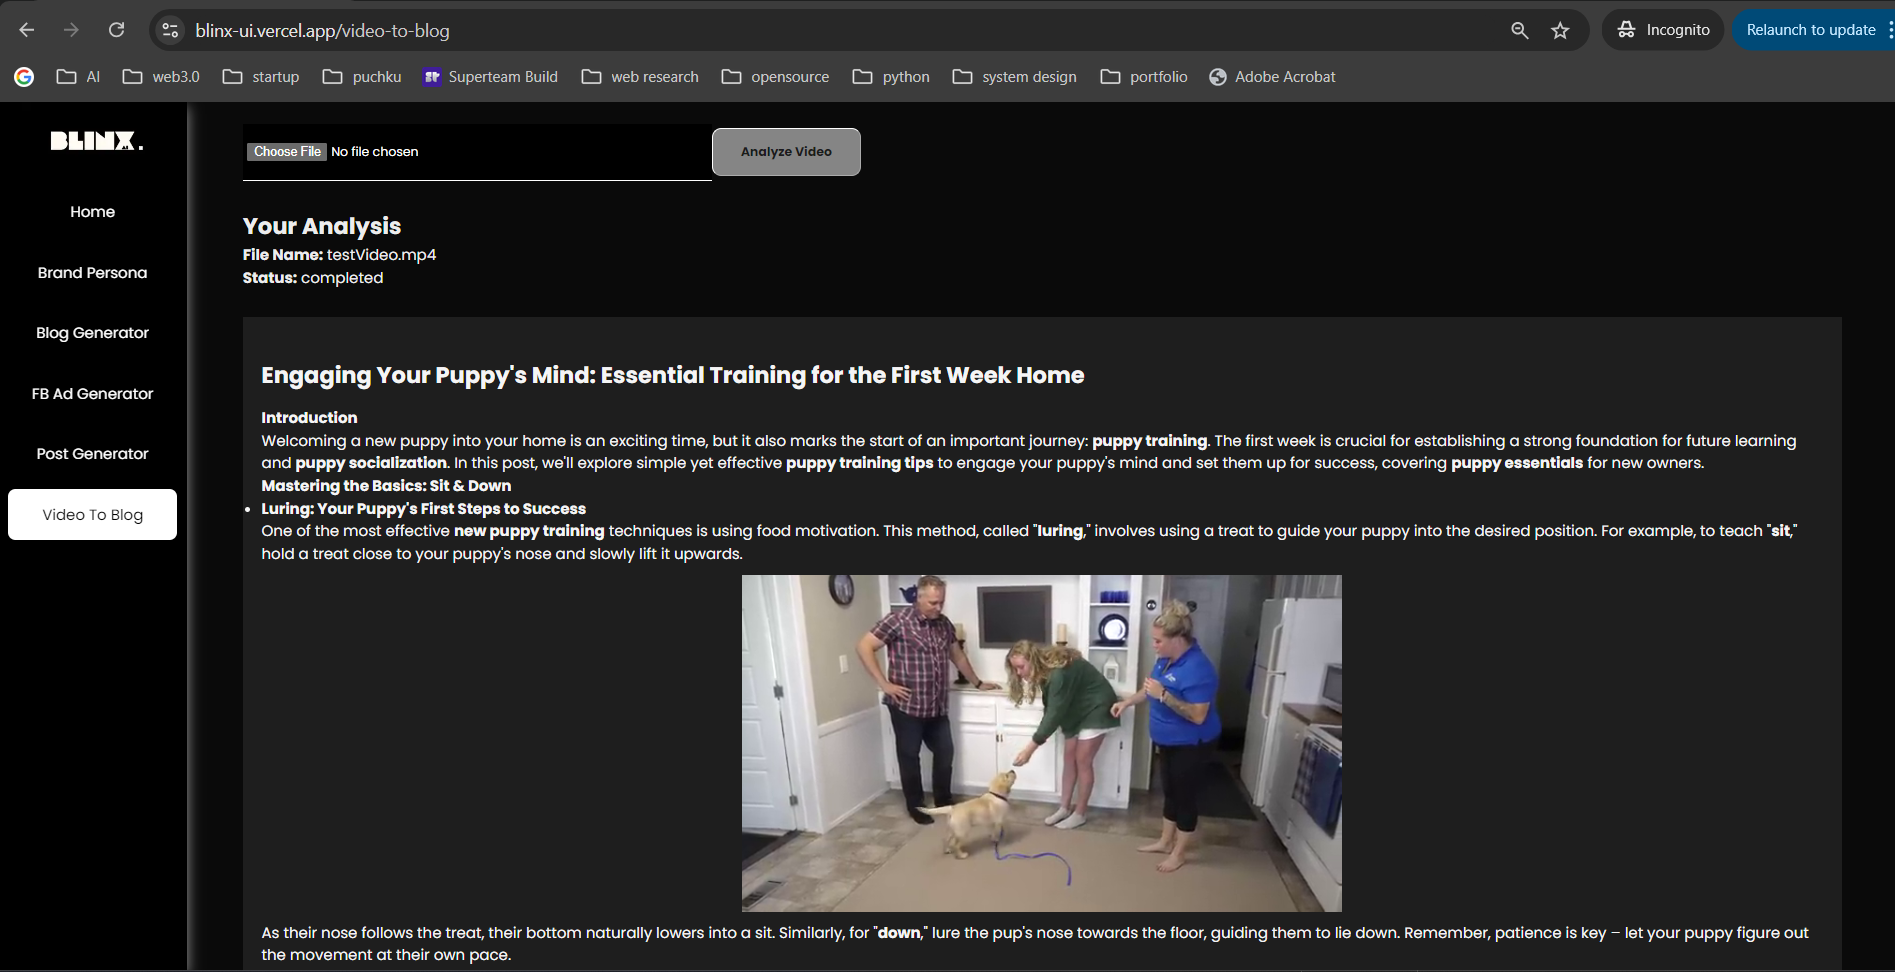 blinx-ui.vercel.app/video-to-blog
Incognito
Relaunch to update
AI
web3.0
startup
puchku
Superteam Build
web research
opensource
python
system design
portfolio
Adobe Acrobat
BLINX.
Home
Brand Persona
Blog Generator
FB Ad Generator
Post Generator
Video To Blog
Choose File No file chosen
Analyze Video
Your Analysis
File Name: testVideo.mp4
Status: completed
Engaging Your Puppy's Mind: Essential Training for the First Week Home
Introduction
Welcoming a new puppy into your home is an exciting time, but it also marks the start of an important journey: puppy training. The first week is crucial for establishing a strong foundation for future learning
and puppy socialization. In this post, we'll explore simple yet effective puppy training tips to engage your puppy's mind and set them up for success, covering puppy essentials for new owners.
Mastering the Basics: Sit & Down
• Luring: Your Puppy's First Steps to Success
One of the most effective new puppy training techniques is using food motivation. This method, called "luring," involves using a treat to guide your puppy into the desired position. For example, to teach "sit,"
hold a treat close to your puppy's nose and slowly lift it upwards.
As their nose follows the treat, their bottom naturally lowers into a sit. Similarly, for "down," lure the pup's nose towards the floor, guiding them to lie down. Remember, patience is key – let your puppy figure out
the movement at their own pace.